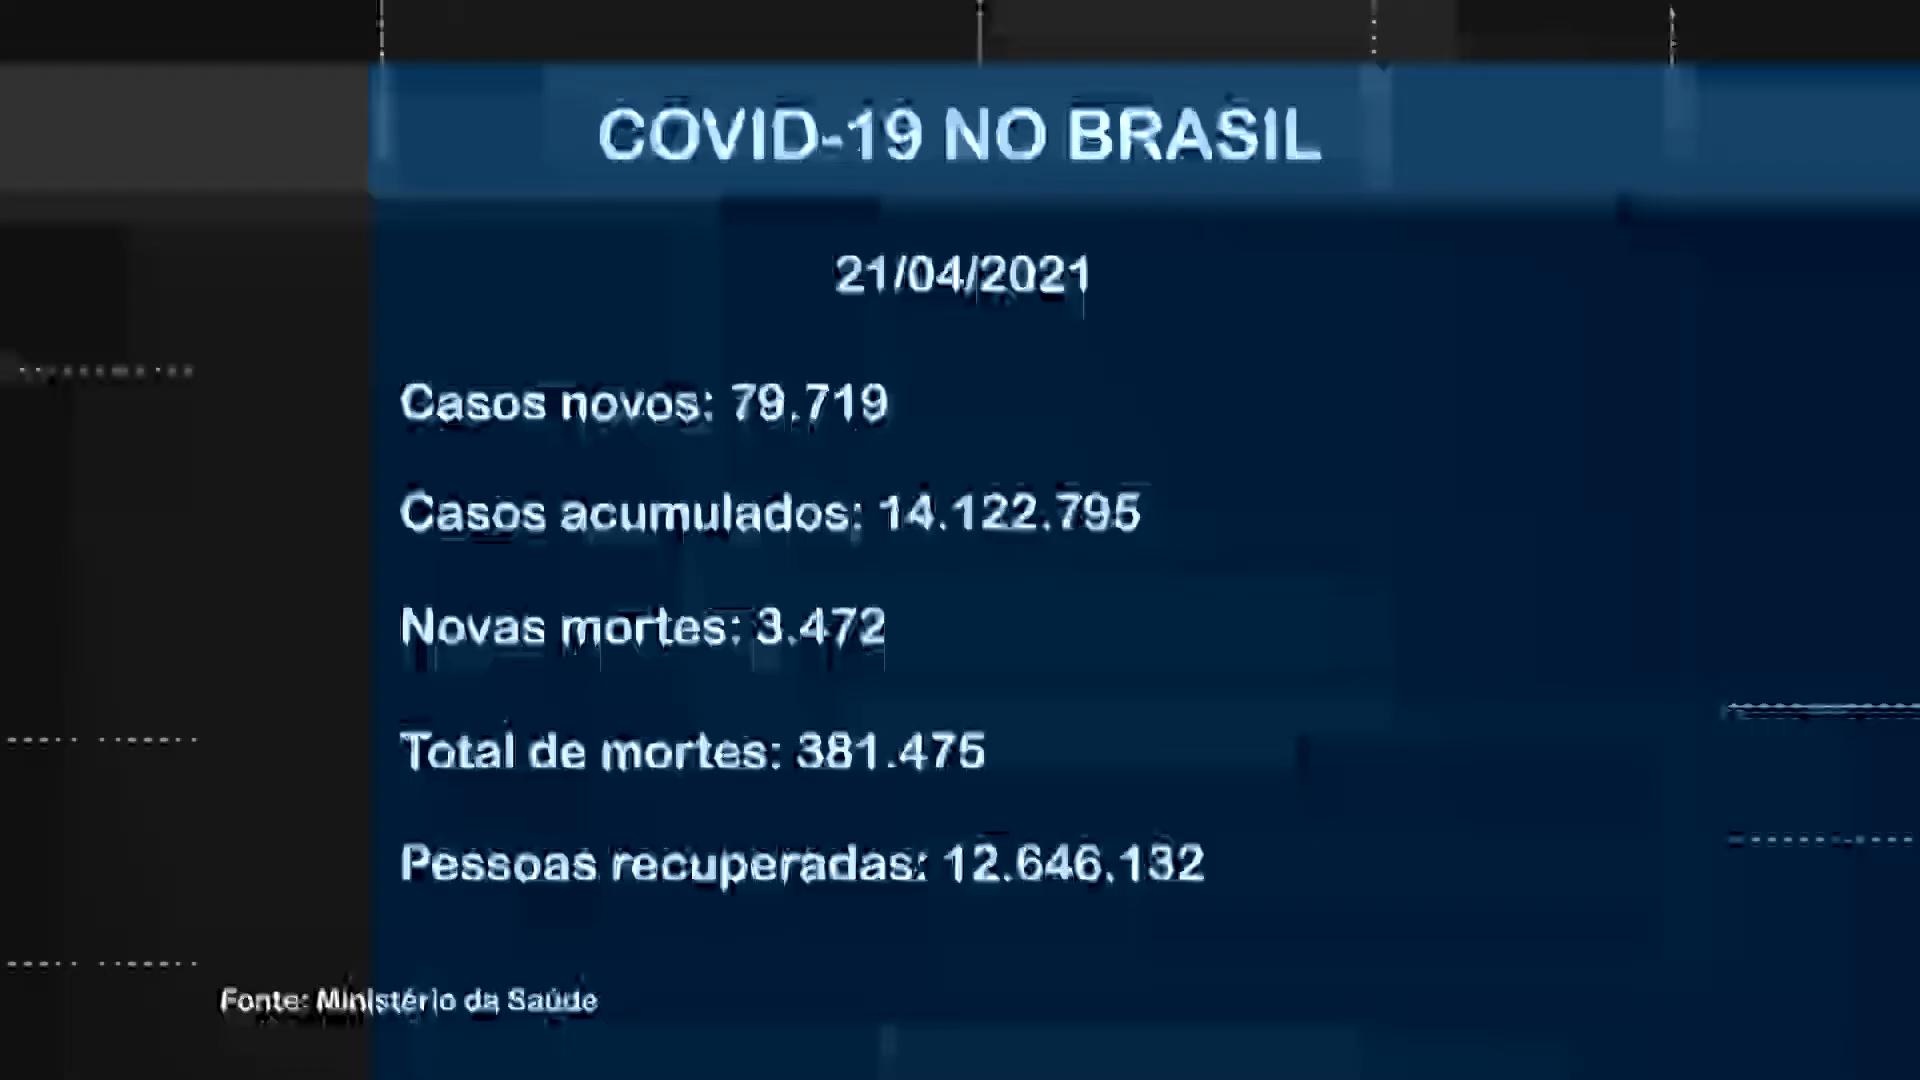 COVID-19 NO BRASIL
21/04/2021
Casos novos: 79.719
Casos acumulados: 14.122.795
Novas mortes: 3.472
Total de mortes: 381.475
Pessoas recuperadas: 12.646.132
Fonte: Ministério da Saúde